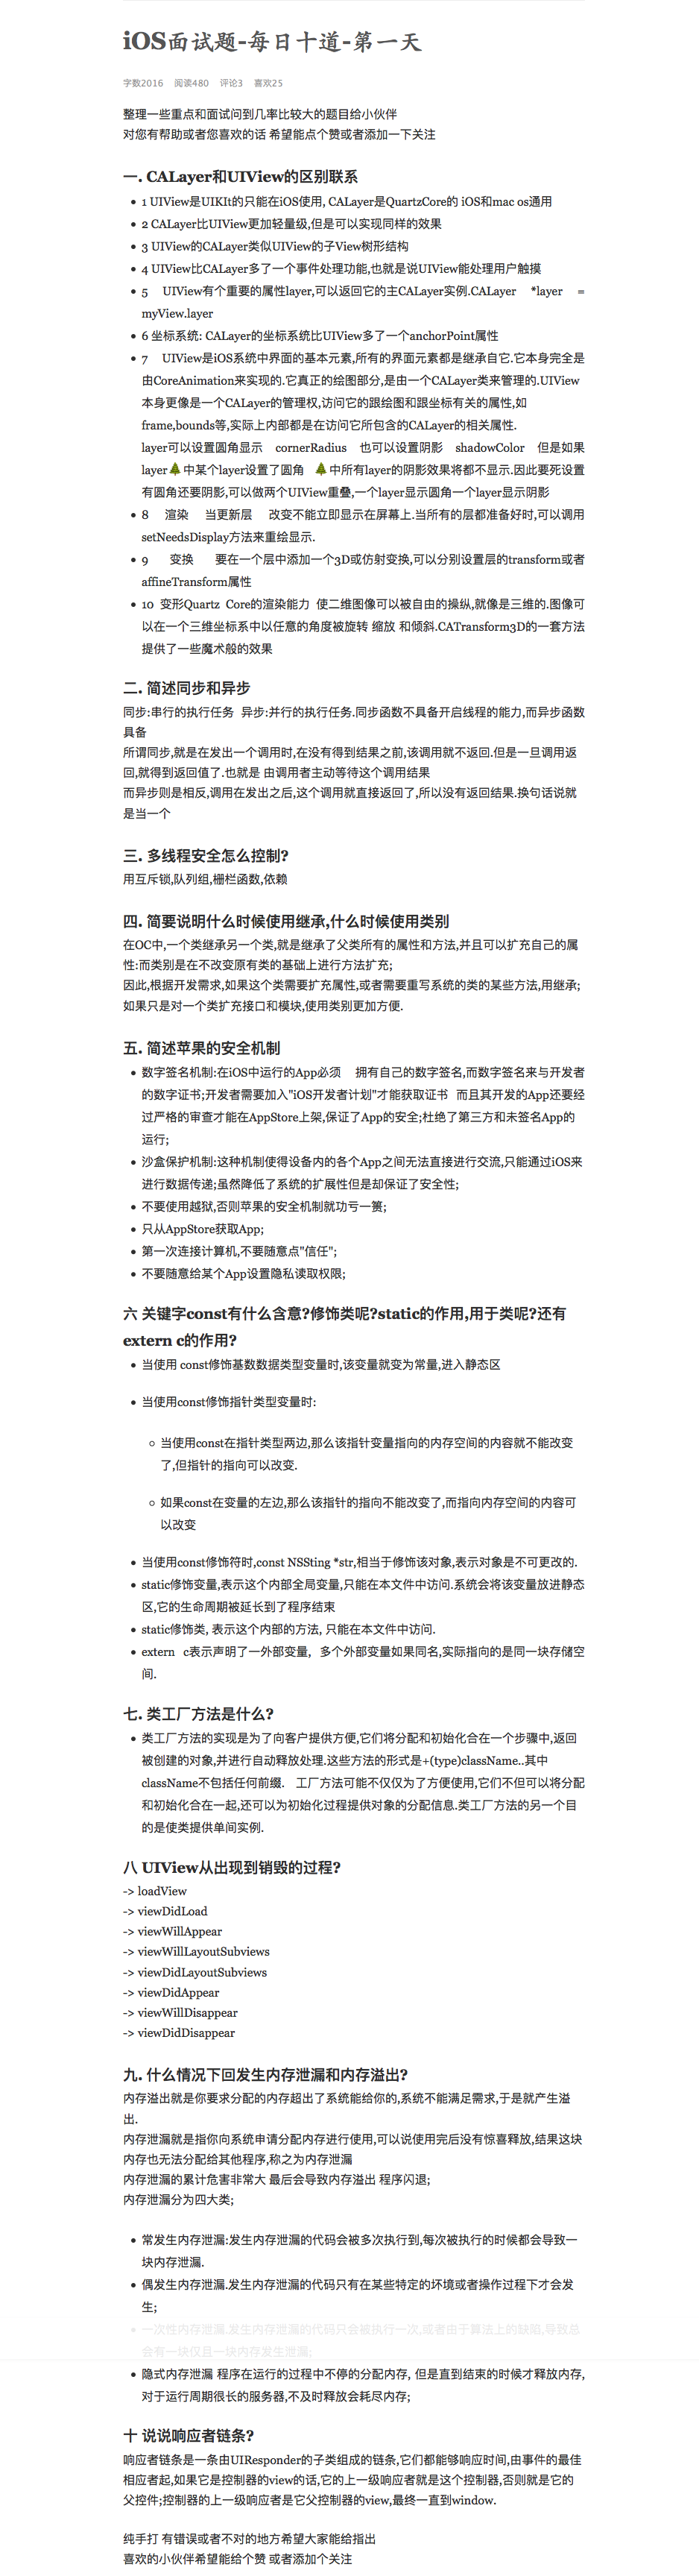 iOS面试题-每日十道-第一天
字数2016 阅读480 评论3 喜欢25
整理一些重点和面试问到几率比较大的题目给小伙伴
对您有帮助或者您喜欢的话 希望能点个赞或者添加一下关注
一. CALayer和UIView的区别联系
1 UIView是UIKIt的只能在iOS使用, CALayer是QuartzCore的 iOS和mac os通用
2 CALayer比UIView更加轻量级,但是可以实现同样的效果
3 UIView的CALayer类似UIView的子View树形结构
4 UIView比CALayer多了一个事件处理功能,也就是说UIView能处理用户触摸
5 UIView有个重要的属性layer,可以返回它的主CALayer实例.CALayer *layer =
myView.layer
6 坐标系统: CALayer的坐标系统比UIView多了一个anchorPoint属性
7 UIView是iOS系统中界面的基本元素,所有的界面元素都是继承自它.它本身完全是
由CoreAnimation来实现的.它真正的绘图部分,是由一个CALayer类来管理的.UIView
本身更像是一个CALayer的管理权,访问它的跟绘图和跟坐标有关的属性,如
frame,bounds等,实际上内部都是在访问它所包含的CALayer的相关属性.
layer可以设置圆角显示 cornerRadius 也可以设置阴影 shadowColor 但是如果
layer🌲中某个layer设置了圆角 🌲中所有layer的阴影效果将都不显示.因此要死设置
有圆角还要阴影,可以做两个UIView重叠,一个layer显示圆角一个layer显示阴影
8 渲染 当更新层 改变不能立即显示在屏幕上.当所有的层都准备好时,可以调用
setNeedsDisplay方法来重绘显示.
9 变换 要在一个层中添加一个3D或仿射变换,可以分别设置层的transform或者
affineTransform属性
10 变形Quartz Core的渲染能力 使二维图像可以被自由的操纵,就像是三维的.图像可
以在一个三维坐标系中以任意的角度被旋转 缩放 和倾斜.CATransform3D的一套方法
提供了一些魔术般的效果
二. 简述同步和异步
同步:串行的执行任务 异步:并行的执行任务.同步函数不具备开启线程的能力,而异步函数
具备
所谓同步,就是在发出一个调用时,在没有得到结果之前,该调用就不返回.但是一旦调用返
回,就得到返回值了.也就是 由调用者主动等待这个调用结果
而异步则是相反,调用在发出之后,这个调用就直接返回了,所以没有返回结果.换句话说就
是当一个
三. 多线程安全怎么控制?
用互斥锁,队列组,栅栏函数,依赖
四. 简要说明什么时候使用继承,什么时候使用类别
在OC中,一个类继承另一个类,就是继承了父类所有的属性和方法,并且可以扩充自己的属
性:而类别是在不改变原有类的基础上进行方法扩充;
因此,根据开发需求,如果这个类需要扩充属性,或者需要重写系统的类的某些方法,用继承;
如果只是对一个类扩充接口和模块,使用类别更加方便.
五. 简述苹果的安全机制
数字签名机制:在iOS中运行的App必须 拥有自己的数字签名,而数字签名来与开发者
的数字证书;开发者需要加入"iOS开发者计划"才能获取证书 而且其开发的App还要经
过严格的审查才能在AppStore上架,保证了App的安全;杜绝了第三方和未签名App的
运行;
沙盒保护机制:这种机制使得设备内的各个App之间无法直接进行交流,只能通过iOS来
进行数据传递;虽然降低了系统的扩展性但是却保证了安全性;
不要使用越狱,否则苹果的安全机制就功亏一篑;
只从AppStore获取App;
第一次连接计算机,不要随意点"信任";
不要随意给某个App设置隐私读取权限;
六 关键字const有什么含意?修饰类呢?static的作用,用于类呢?还有
extern c的作用?
当使用 const修饰基数数据类型变量时,该变量就变为常量,进入静态区
当使用const修饰指针类型变量时:
当使用const在指针类型两边,那么该指针变量指向的内存空间的内容就不能改变
了,但指针的指向可以改变.
如果const在变量的左边,那么该指针的指向不能改变了,而指向内存空间的内容可
以改变
当使用const修饰符时,const NSSting *str,相当于修饰该对象,表示对象是不可更改的.
static修饰变量,表示这个内部全局变量,只能在本文件中访问.系统会将该变量放进静态
区,它的生命周期被延长到了程序结束
static修饰类, 表示这个内部的方法, 只能在本文件中访问.
extern c表示声明了一外部变量, 多个外部变量如果同名,实际指向的是同一块存储空
间.
七. 类工厂方法是什么?
类工厂方法的实现是为了向客户提供方便,它们将分配和初始化合在一个步骤中,返回
被创建的对象,并进行自动释放处理.这些方法的形式是+(type)className..其中
className不包括任何前缀. 工厂方法可能不仅仅为了方便使用,它们不但可以将分配
和初始化合在一起,还可以为初始化过程提供对象的分配信息.类工厂方法的另一个目
的是使类提供单间实例.
八 UIView从出现到销毁的过程?
-> loadView
-> viewDidLoad
-> viewWillAppear
-> viewWillLayoutSubviews
-> viewDidLayoutSubviews
-> viewDidAppear
-> viewWillDisappear
-> viewDidDisappear
九. 什么情况下回发生内存泄漏和内存溢出?
内存溢出就是你要求分配的内存超出了系统能给你的,系统不能满足需求,于是就产生溢
出.
内存泄漏就是指你向系统申请分配内存进行使用,可以说使用完后没有惊喜释放,结果这块
内存也无法分配给其他程序,称之为内存泄漏
内存泄漏的累计危害非常大 最后会导致内存溢出 程序闪退;
内存泄漏分为四大类;
常发生内存泄漏:发生内存泄漏的代码会被多次执行到,每次被执行的时候都会导致一
块内存泄漏.
偶发生内存泄漏.发生内存泄漏的代码只有在某些特定的坏境或者操作过程下才会发
生;
一次性内存泄漏.发生内存泄漏的代码只会被执行一次,或者由于算法上的缺陷,导致总
会有一块仅且一块内存发生泄漏;
隐式内存泄漏 程序在运行的过程中不停的分配内存, 但是直到结束的时候才释放内存,
对于运行周期很长的服务器,不及时释放会耗尽内存;
十 说说响应者链条?
响应者链条是一条由UIResponder的子类组成的链条,它们都能够响应时间,由事件的最佳
相应者起,如果它是控制器的view的话,它的上一级响应者就是这个控制器,否则就是它的
父控件;控制器的上一级响应者是它父控制器的view,最终一直到window.
纯手打 有错误或者不对的地方希望大家能给指出
喜欢的小伙伴希望能给个赞 或者添加个关注